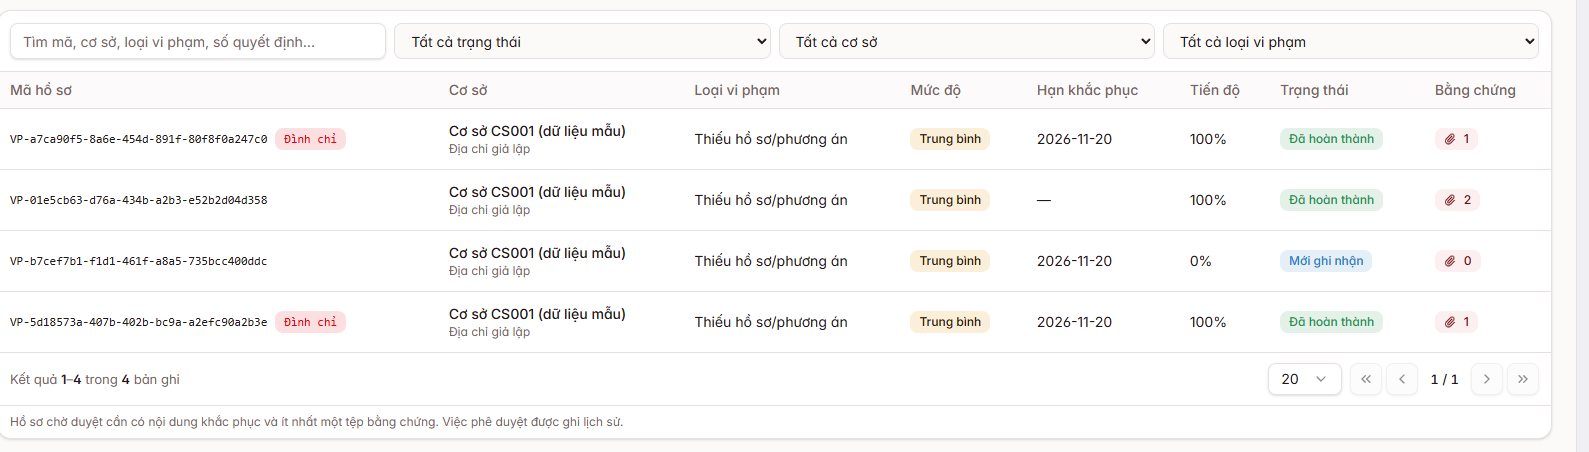 Tìm mã, cơ sở, loại vi phạm, số quyết định... Tất cả trạng thái Tất cả cơ sở Tất cả loại vi phạm
Mã hồ sơ Cơ sở Loại vi phạm Mức độ Hạn khắc phục Tiến độ Trạng thái Bằng chứng
VP-a7ca90f5-8a6e-454d-891f-80f8f0a247c0 Đình chỉ Cơ sở CS001 (dữ liệu mẫu) Thiếu hồ sơ/phương án Trung bình 2026-11-20 100% Đã hoàn thành 1
Địa chỉ giả lập
VP-01e5cb63-d76a-434b-a2b3-e52b2d04d358 Cơ sở CS001 (dữ liệu mẫu) Thiếu hồ sơ/phương án Trung bình — 100% Đã hoàn thành 2
Địa chỉ giả lập
VP-b7cef7b1-f1d1-461f-a8a5-735bcc400ddc Cơ sở CS001 (dữ liệu mẫu) Thiếu hồ sơ/phương án Trung bình 2026-11-20 0% Mới ghi nhận 0
Địa chỉ giả lập
VP-5d18573a-407b-402b-bc9a-a2efc90a2b3e Đình chỉ Cơ sở CS001 (dữ liệu mẫu) Thiếu hồ sơ/phương án Trung bình 2026-11-20 100% Đã hoàn thành 1
Địa chỉ giả lập
Kết quả 1–4 trong 4 bản ghi 20 « ‹ 1 / 1 › »
Hồ sơ chờ duyệt cần có nội dung khắc phục và ít nhất một tệp bằng chứng. Việc phê duyệt được ghi lịch sử.